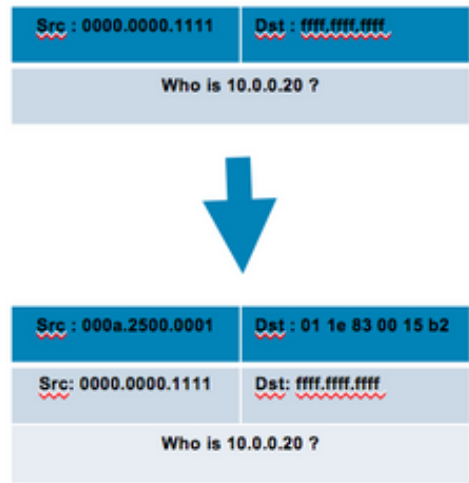 Src : 0000.0000.1111 Dst : ffff.ffff.ffff
Who is 10.0.0.20 ?
Src : 000a.2500.0001 Dst : 01 1e 83 00 15 b2
Src: 0000.0000.1111 Dst: ffff.ffff.ffff
Who is 10.0.0.20 ?